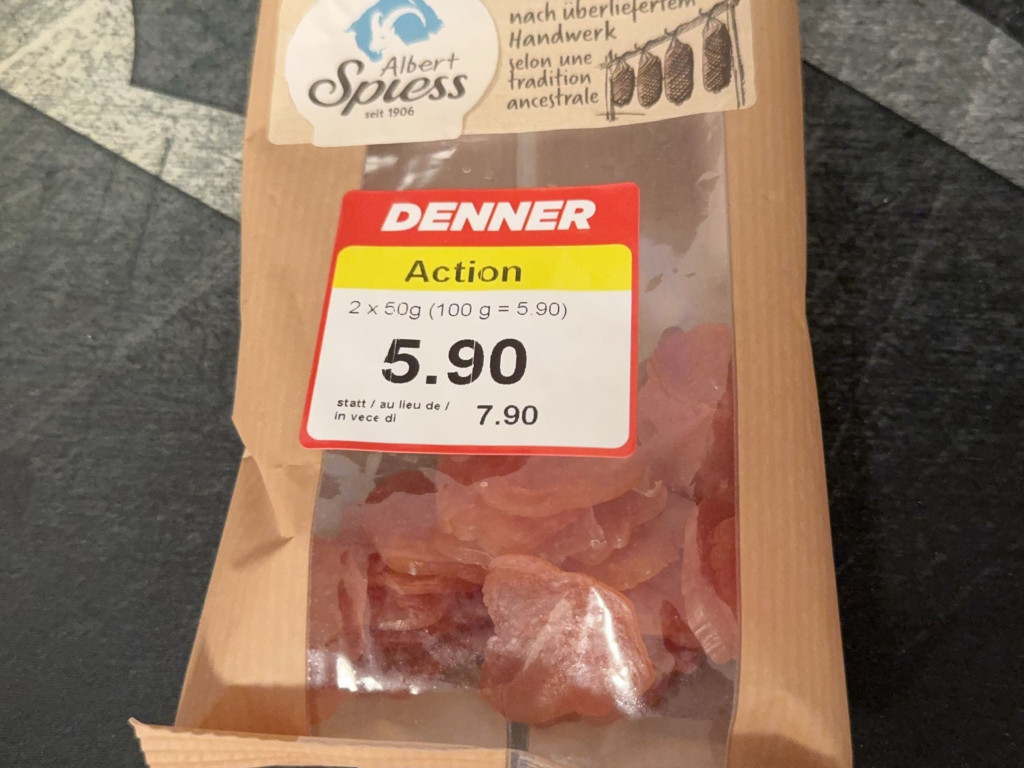 Albert
Spiess
seit 1906
nach überliefertem
Handwerk
selon une
tradition
ancestrale
DENNER
Action
2 x 50g (100 g = 5.90)
5.90
statt / au lieu de /
in vece di
7.90